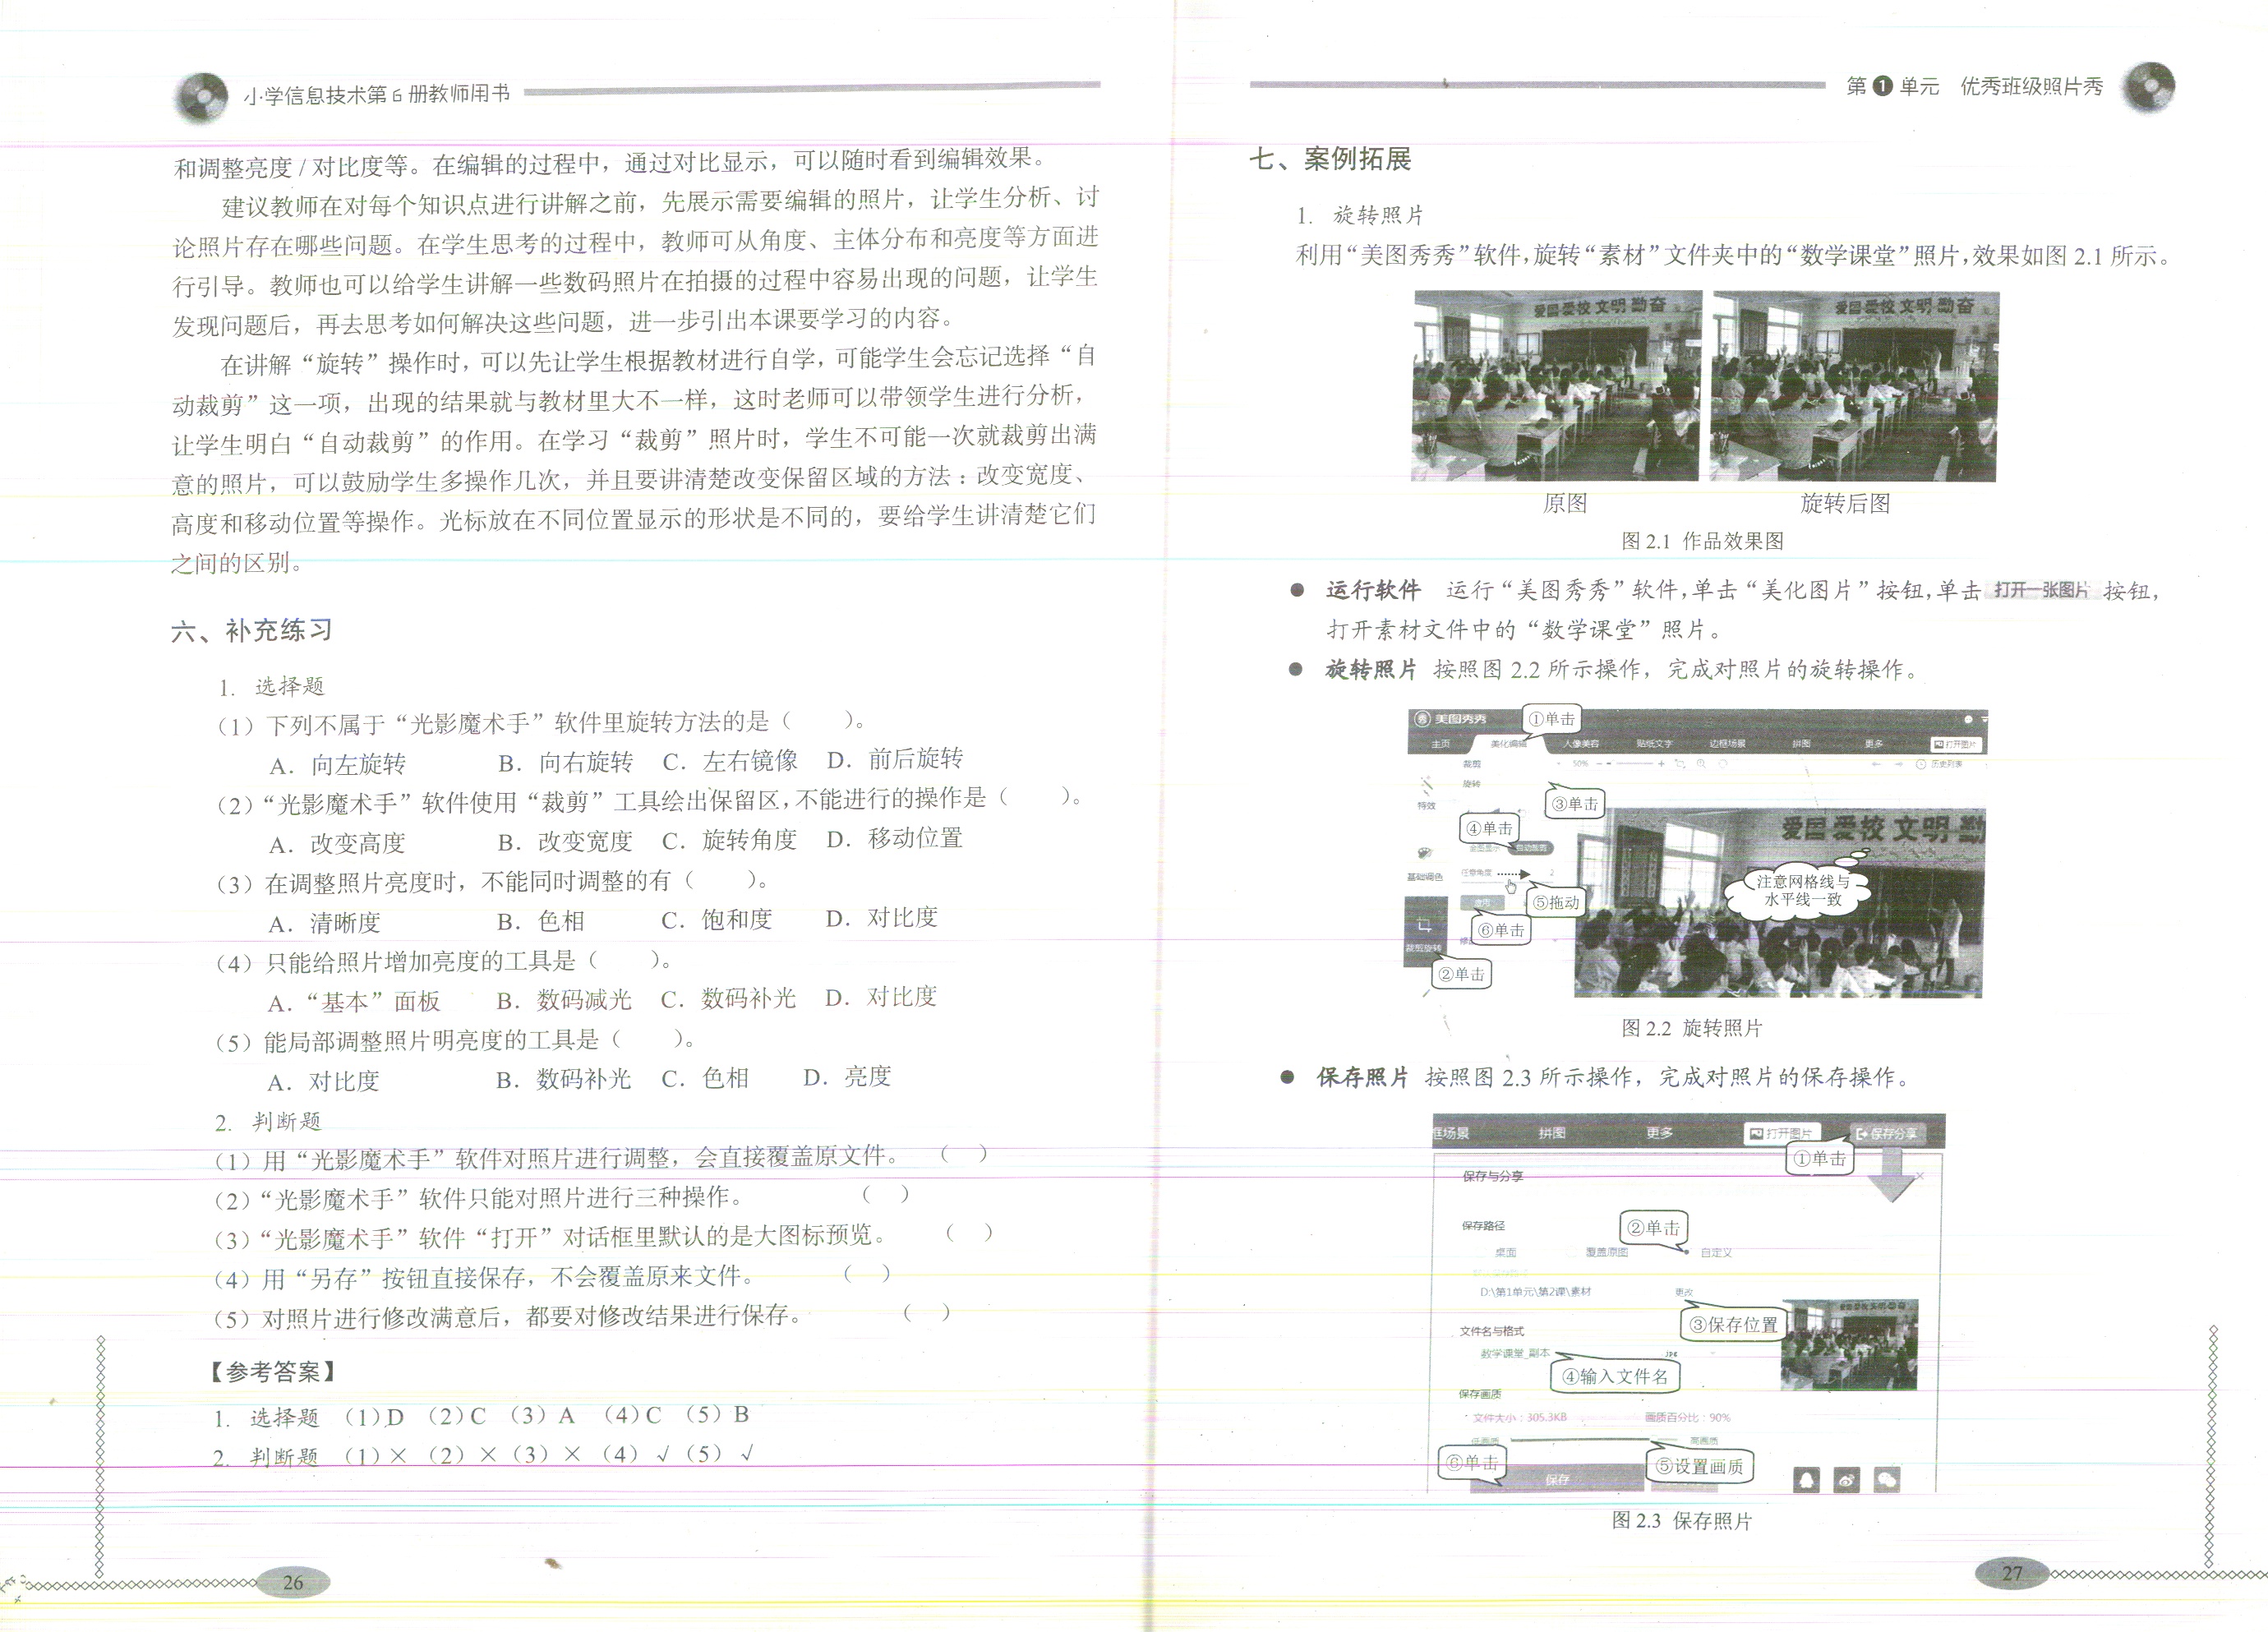 小学信息技术第6册教师用书
和调整亮度/对比度等。在编辑的过程中，通过对比显示，可以随时看到编辑效果。
建议教师在对每个知识点进行讲解之前，先展示需要编辑的照片，让学生分析、讨
论照片存在哪些问题。在学生思考的过程中，教师可从角度、主体分布和亮度等方面进
行引导。教师也可以给学生讲解一些数码照片在拍摄的过程中容易出现的问题，让学生
发现问题后，再去思考如何解决这些问题，进一步引出本课要学习的内容。
在讲解“旋转”操作时，可以先让学生根据教材进行自学，可能学生会忘记选择“自
动裁剪”这一项，出现的结果就与教材里大不一样，这时老师可以带领学生进行分析，
让学生明白“自动裁剪”的作用。在学习“裁剪”照片时，学生不可能一次就裁剪出满
意的照片，可以鼓励学生多操作几次，并且要讲清楚改变保留区域的方法：改变宽度、
高度和移动位置等操作。光标放在不同位置显示的形状是不同的，要给学生讲清楚它们
之间的区别。
六、补充练习
1. 选择题
（1）下列不属于“光影魔术手”软件里旋转方法的是（　　）。
A．向左旋转　B．向右旋转　C．左右镜像　D．前后旋转
（2）“光影魔术手”软件使用“裁剪”工具绘出保留区，不能进行的操作是（　　）。
A．改变高度　B．改变宽度　C．旋转角度　D．移动位置
（3）在调整照片亮度时，不能同时调整的有（　　）。
A．清晰度　B．色相　C．饱和度　D．对比度
（4）只能给照片增加亮度的工具是（　　）。
A．“基本”面板　B．数码减光　C．数码补光　D．对比度
（5）能局部调整照片明亮度的工具是（　　）。
A．对比度　B．数码补光　C．色相　D．亮度
2. 判断题
（1）用“光影魔术手”软件对照片进行调整，会直接覆盖原文件。（　）
（2）“光影魔术手”软件只能对照片进行三种操作。（　）
（3）“光影魔术手”软件“打开”对话框里默认的是大图标预览。（　）
（4）用“另存”按钮直接保存，不会覆盖原来文件。（　）
（5）对照片进行修改满意后，都要对修改结果进行保存。（　）
【参考答案】
1. 选择题 （1）D （2）C （3）A （4）C （5）B
2. 判断题 （1）× （2）× （3）× （4）√ （5）√
26
第1单元 优秀班级照片秀
七、案例拓展
1. 旋转照片
利用“美图秀秀”软件，旋转“素材”文件夹中的“数学课堂”照片，效果如图2.1所示。
爱国爱校文明勤奋
爱国爱校文明勤奋
原图　旋转后图
图2.1 作品效果图
● 运行软件 运行“美图秀秀”软件，单击“美化图片”按钮，单击 打开一张图片 按钮，
打开素材文件中的“数学课堂”照片。
● 旋转照片 按照图2.2所示操作，完成对照片的旋转操作。
美图秀秀 ①单击
主页 美化编辑 人像美容 贴纸文字 边框场景 拼图 更多 打开图片
裁剪 50% 历史列表
旋转
特效 ③单击
④单击
爱国爱校文明勤
自动裁剪
基础调色 任意角度 2
注意网格线与
水平线一致
⑤拖动
⑥单击
裁剪旋转
②单击
图2.2 旋转照片
● 保存照片 按照图2.3所示操作，完成对照片的保存操作。
框场景 拼图 更多 打开图片 保存分享
①单击
保存与分享
保存路径 ②单击
桌面 覆盖原图 自定义
D:\第1单元\第2课\素材 更改
③保存位置
文件名与格式
数学课堂_副本 JPG
④输入文件名
保存画质
文件大小：305.3KB 画质百分比：90%
低画质 高画质
⑥单击 ⑤设置画质
保存
图2.3 保存照片
27